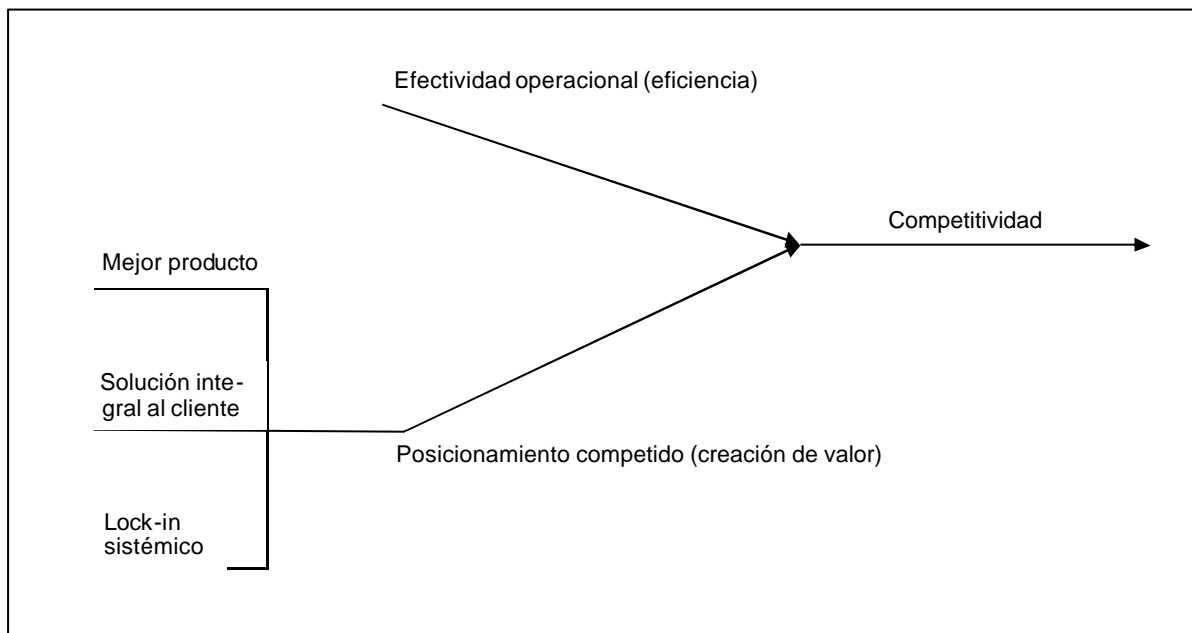 Efectividad operacional (eficiencia)
Competitividad
Mejor producto
Solución inte-
gral al cliente
Posicionamiento competido (creación de valor)
Lock-in
sistémico